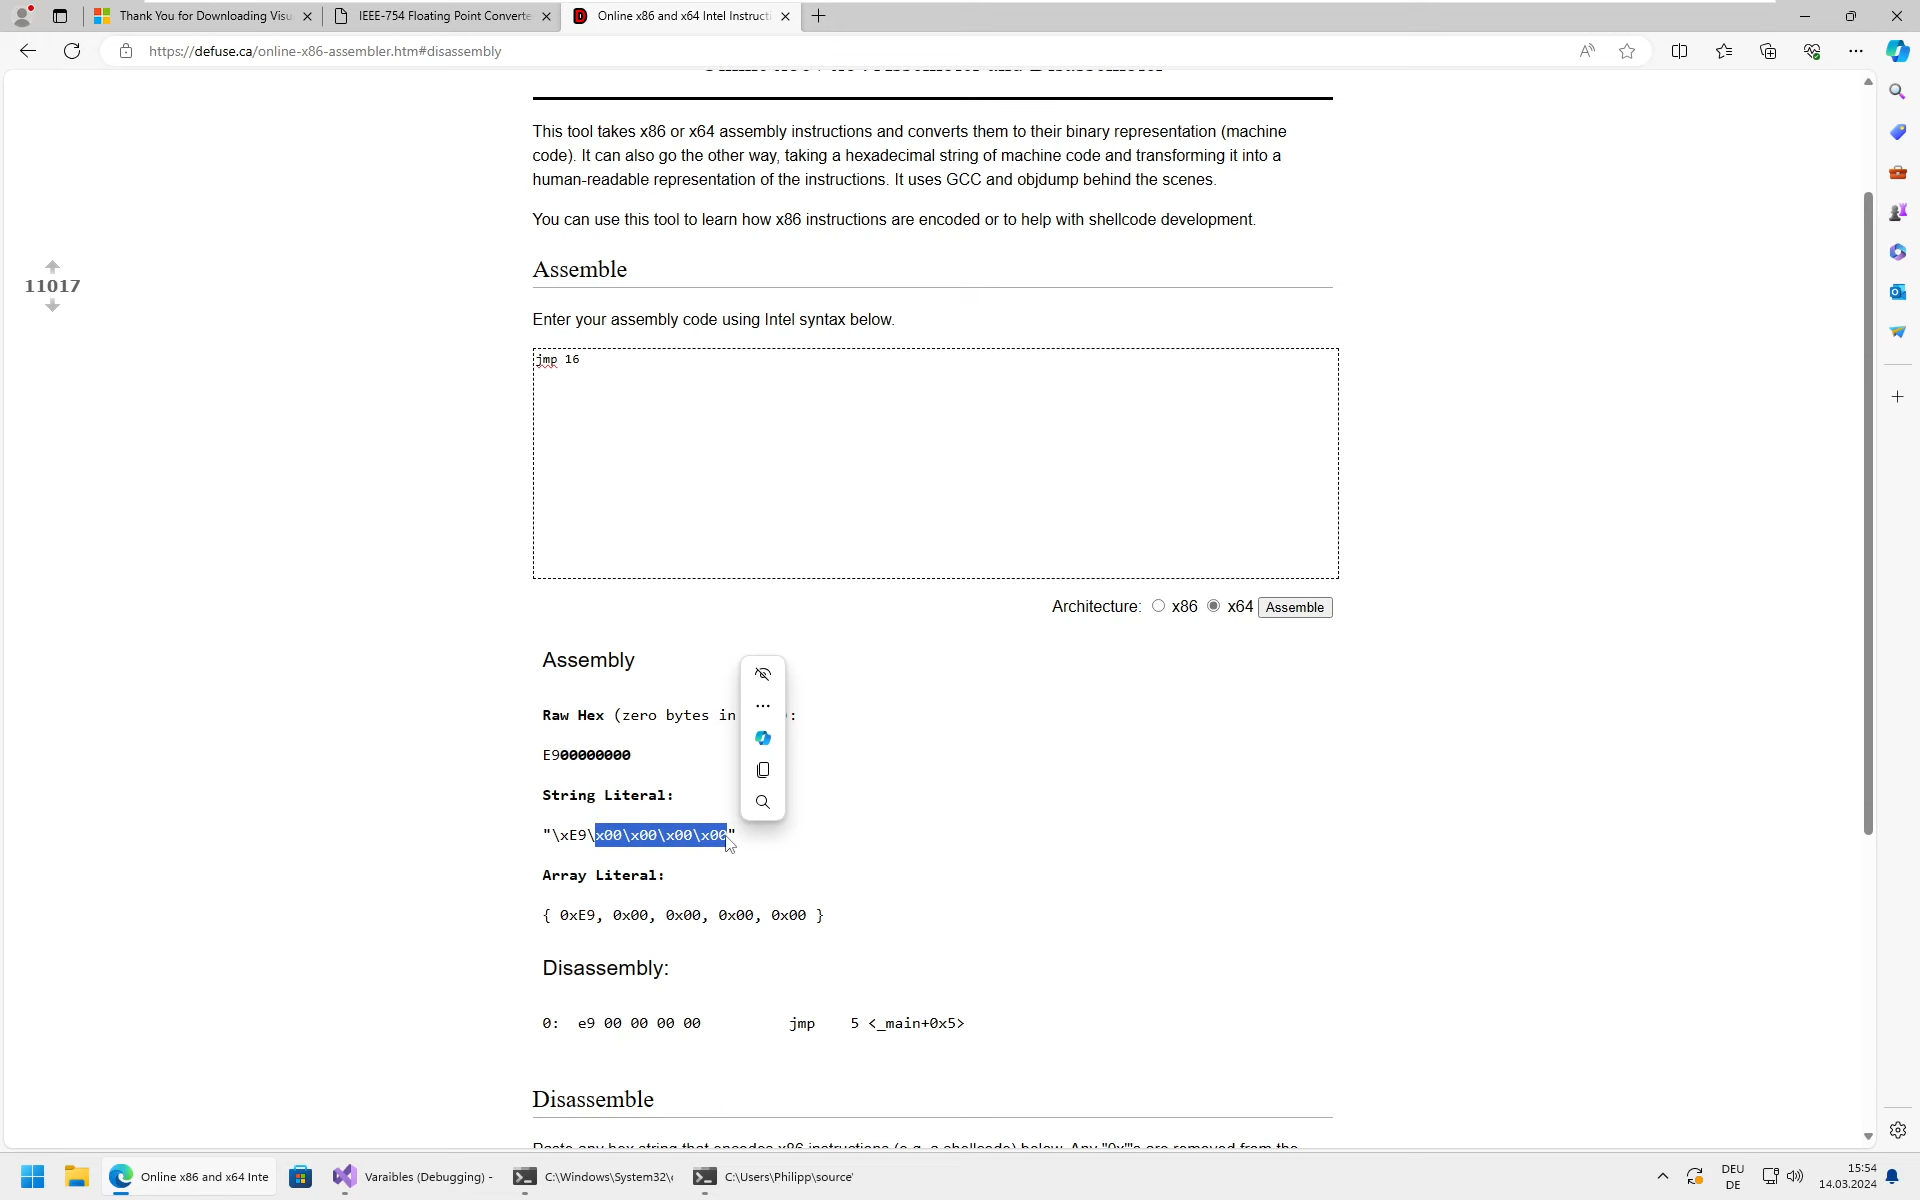 Thank You for Downloading Visu
IEEE-754 Floating Point Converte
Online x86 and x64 Intel Instructi
https://defuse.ca/online-x86-assembler.htm#disassembly
This tool takes x86 or x64 assembly instructions and converts them to their binary representation (machine
code). It can also go the other way, taking a hexadecimal string of machine code and transforming it into a
human-readable representation of the instructions. It uses GCC and objdump behind the scenes.
You can use this tool to learn how x86 instructions are encoded or to help with shellcode development.
11017
Assemble
Enter your assembly code using Intel syntax below.
jmp 16
Architecture: x86 x64 Assemble
Assembly
Raw Hex (zero bytes in :
E900000000
String Literal:
"\xE9\x00\x00\x00\x00"
Array Literal:
{ 0xE9, 0x00, 0x00, 0x00, 0x00 }
Disassembly:
0: e9 00 00 00 00 jmp 5 <_main+0x5>
Disassemble
Online x86 and x64 Inte
Varaibles (Debugging) -
C:\Windows\System32\
C:\Users\Philipp\source'
DEU
DE
15:54
14.03.2024